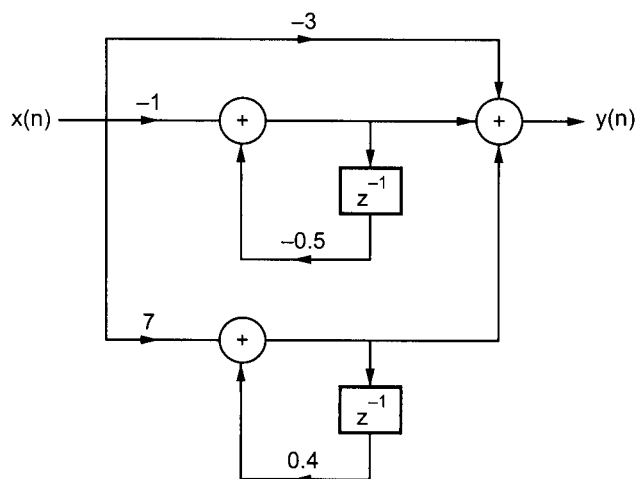 –3
x(n)
–1
+
+
y(n)
z⁻¹
–0.5
7
+
z⁻¹
0.4